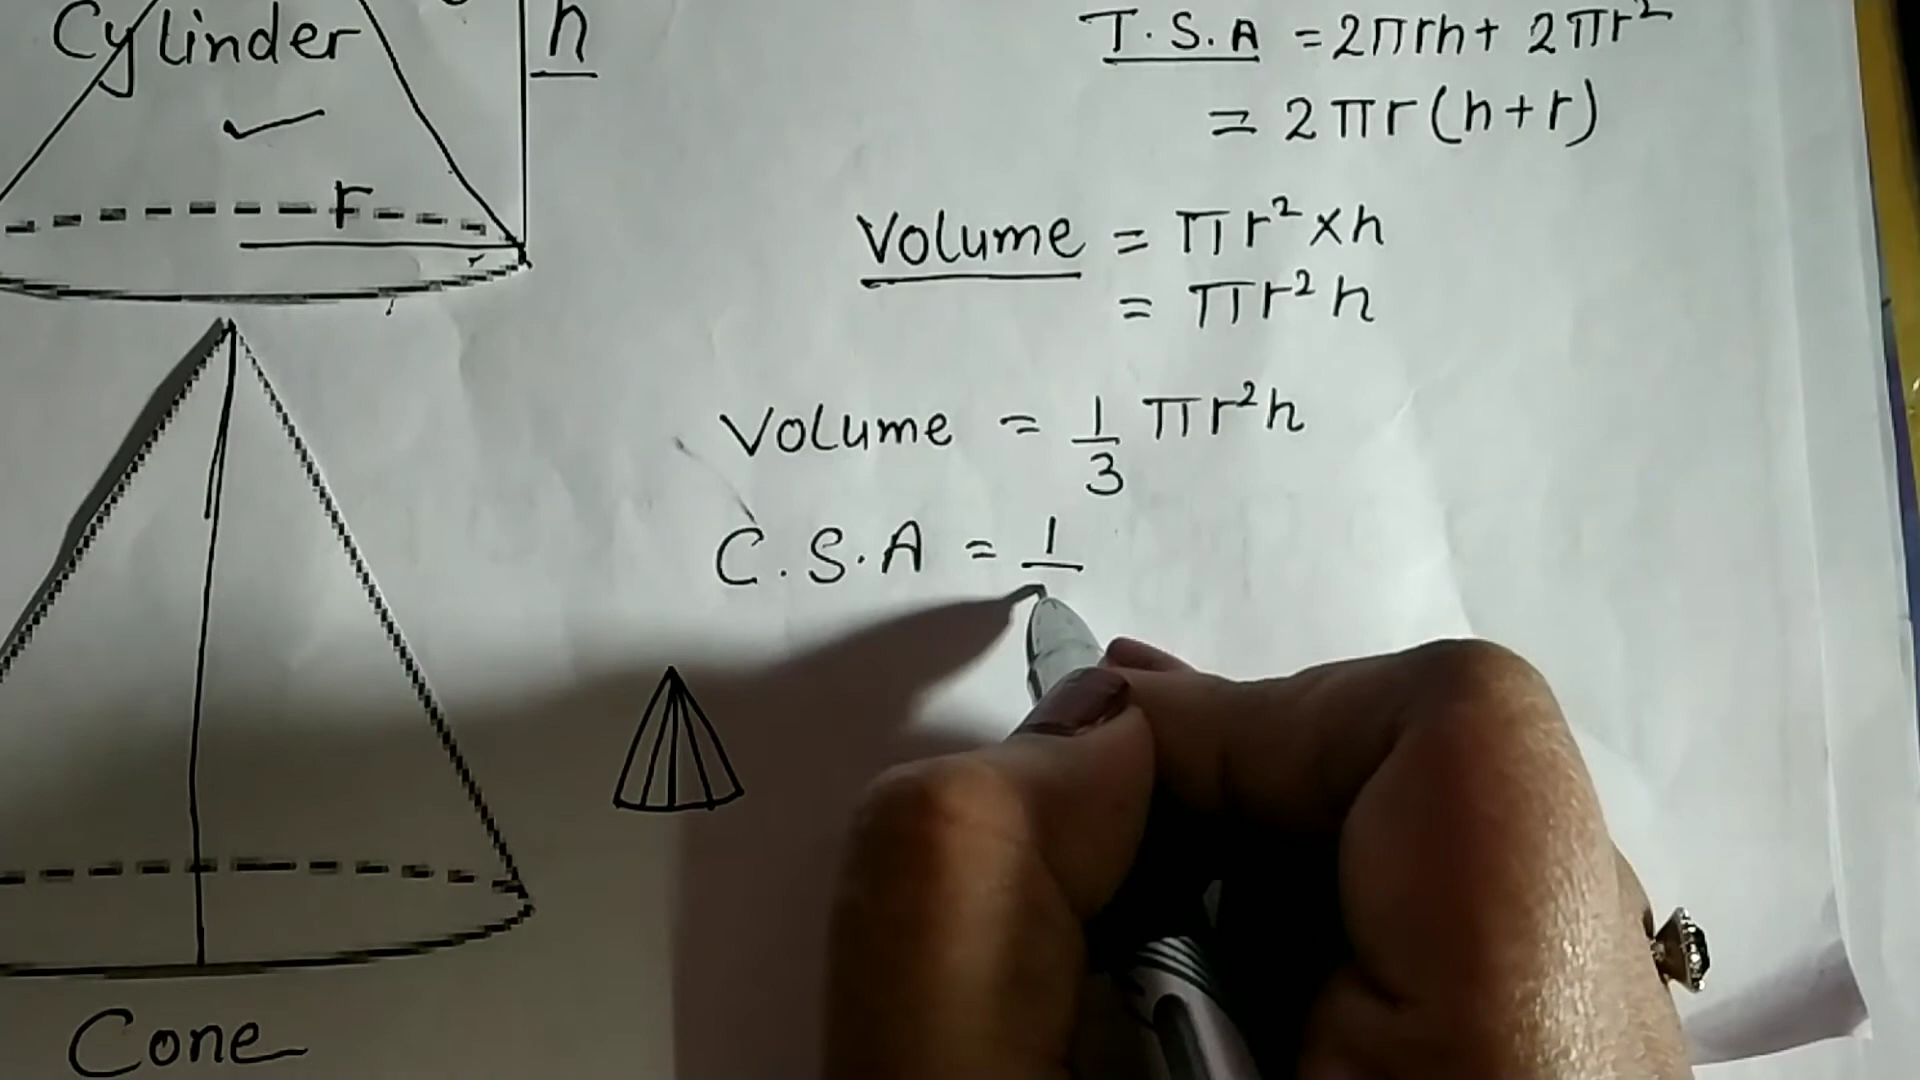 Cylinder
h
r
T.S.A = 2πrh + 2πr²
= 2πr(h+r)
Volume = πr² × h
= πr²h
Volume = 1/3 πr²h
C.S.A = 1/
Cone